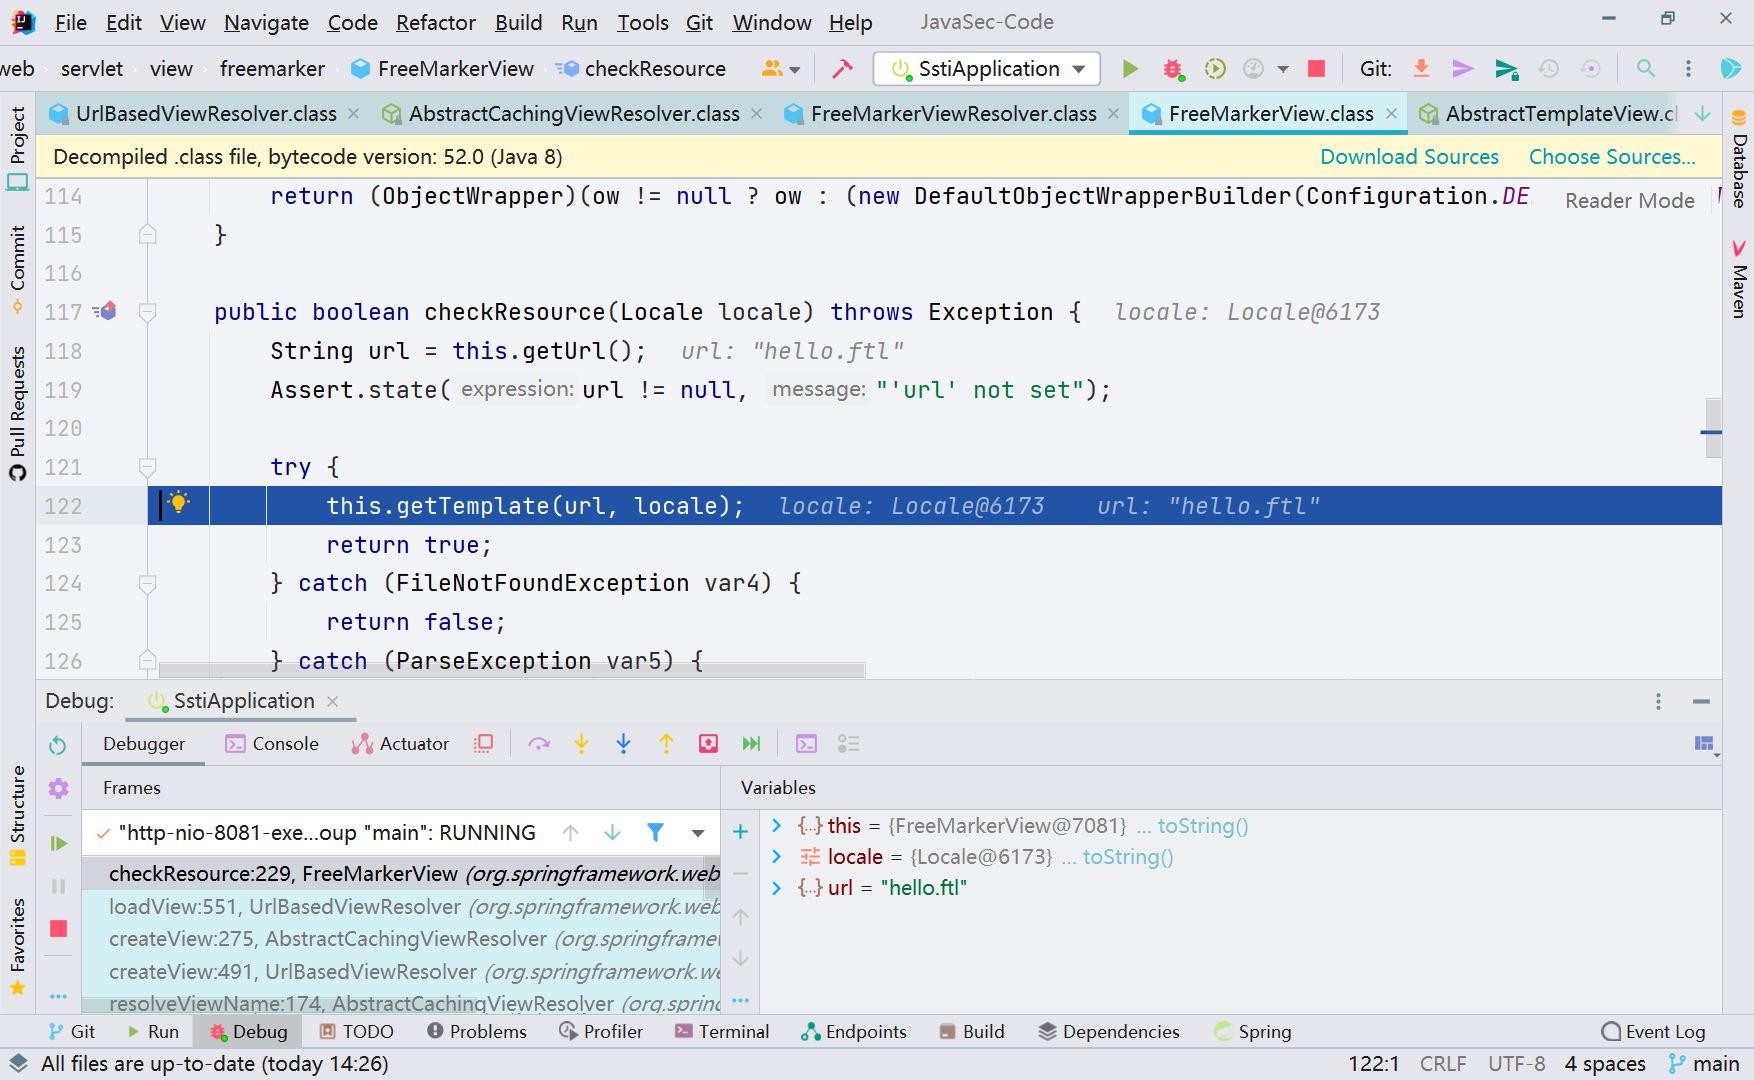 File Edit View Navigate Code Refactor Build Run Tools Git Window Help JavaSec-Code
web servlet view freemarker FreeMarkerView checkResource SstiApplication Git:
UrlBasedViewResolver.class AbstractCachingViewResolver.class FreeMarkerViewResolver.class FreeMarkerView.class AbstractTemplateView.cl
Decompiled .class file, bytecode version: 52.0 (Java 8) Download Sources Choose Sources...
Reader Mode
114 return (ObjectWrapper)(ow != null ? ow : (new DefaultObjectWrapperBuilder(Configuration.DE
115 }
116
117 public boolean checkResource(Locale locale) throws Exception { locale: Locale@6173
118 String url = this.getUrl(); url: "hello.ftl"
119 Assert.state( expression: url != null, message: "'url' not set");
120
121 try {
122 this.getTemplate(url, locale); locale: Locale@6173 url: "hello.ftl"
123 return true;
124 } catch (FileNotFoundException var4) {
125 return false;
126 } catch (ParseException var5) {
Project
Commit
Pull Requests
Structure
Favorites
Database
Maven
Debug: SstiApplication
Debugger Console Actuator
Frames
Variables
"http-nio-8081-exe...oup "main": RUNNING
checkResource:229, FreeMarkerView (org.springframework.web
loadView:551, UrlBasedViewResolver (org.springframework.web
createView:275, AbstractCachingViewResolver (org.springframe
createView:491, UrlBasedViewResolver (org.springframework.we
resolveViewName:174, AbstractCachingViewResolver (org.spring
this = {FreeMarkerView@7081} ... toString()
locale = {Locale@6173} ... toString()
url = "hello.ftl"
Git Run Debug TODO Problems Profiler Terminal Endpoints Build Dependencies Spring Event Log
All files are up-to-date (today 14:26) 122:1 CRLF UTF-8 4 spaces main